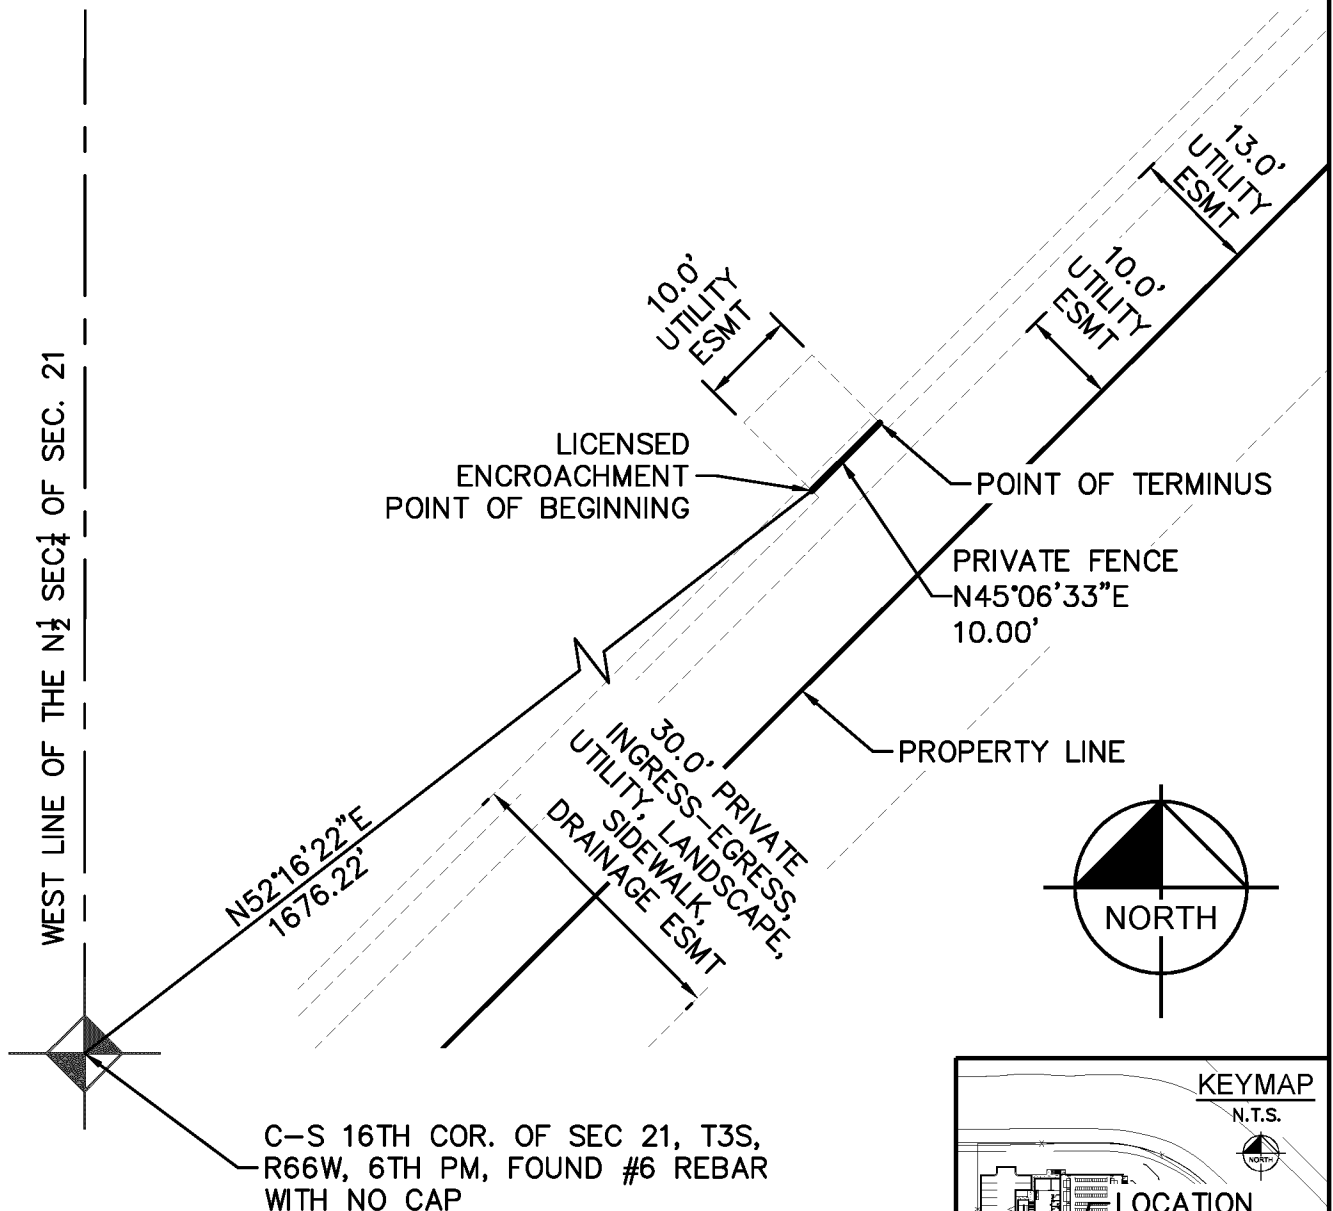 13.0'
UTILITY
ESMT
10.0'
UTILITY
ESMT
10.0'
UTILITY
ESMT
LICENSED
ENCROACHMENT
POINT OF BEGINNING
POINT OF TERMINUS
PRIVATE FENCE
N45°06'33"E
10.00'
WEST LINE OF THE N½ SEC¼ OF SEC. 21
PROPERTY LINE
30.0' PRIVATE
INGRESS-EGRESS,
UTILITY, LANDSCAPE,
SIDEWALK,
DRAINAGE ESMT
N52°16'22"E
1676.22'
NORTH
C-S 16TH COR. OF SEC 21, T3S,
R66W, 6TH PM, FOUND #6 REBAR
WITH NO CAP
KEYMAP
N.T.S.
NORTH
LOCATION